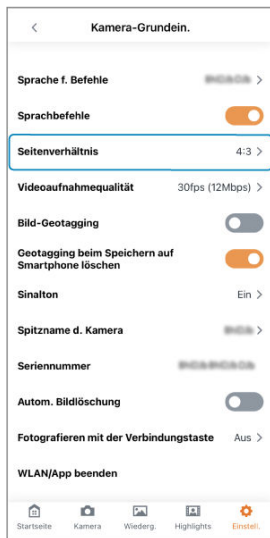 Kamera-Grundein.
Sprache f. Befehle
Sprachbefehle
Seitenverhältnis 4:3
Videoaufnahmequalität 30fps (12Mbps)
Bild-Geotagging
Geotagging beim Speichern auf
Smartphone löschen
Sinalton Ein
Spitzname d. Kamera
Seriennummer
Autom. Bildlöschung
Fotografieren mit der Verbindungstaste Aus
WLAN/App beenden
Startseite Kamera Wiederg. Highlights Einstell.